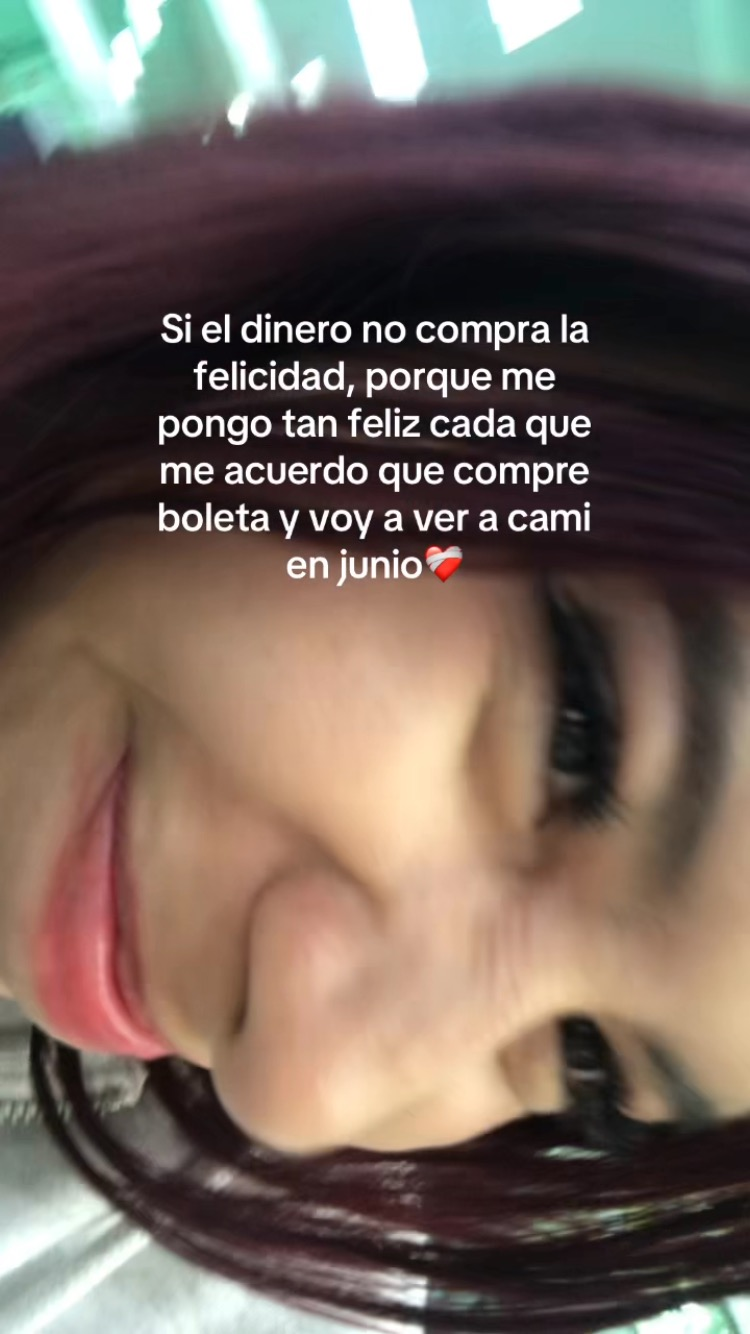 Si el dinero no compra la
felicidad, porque me
pongo tan feliz cada que
me acuerdo que compre
boleta y voy a ver a cami
en junio❤️‍🩹